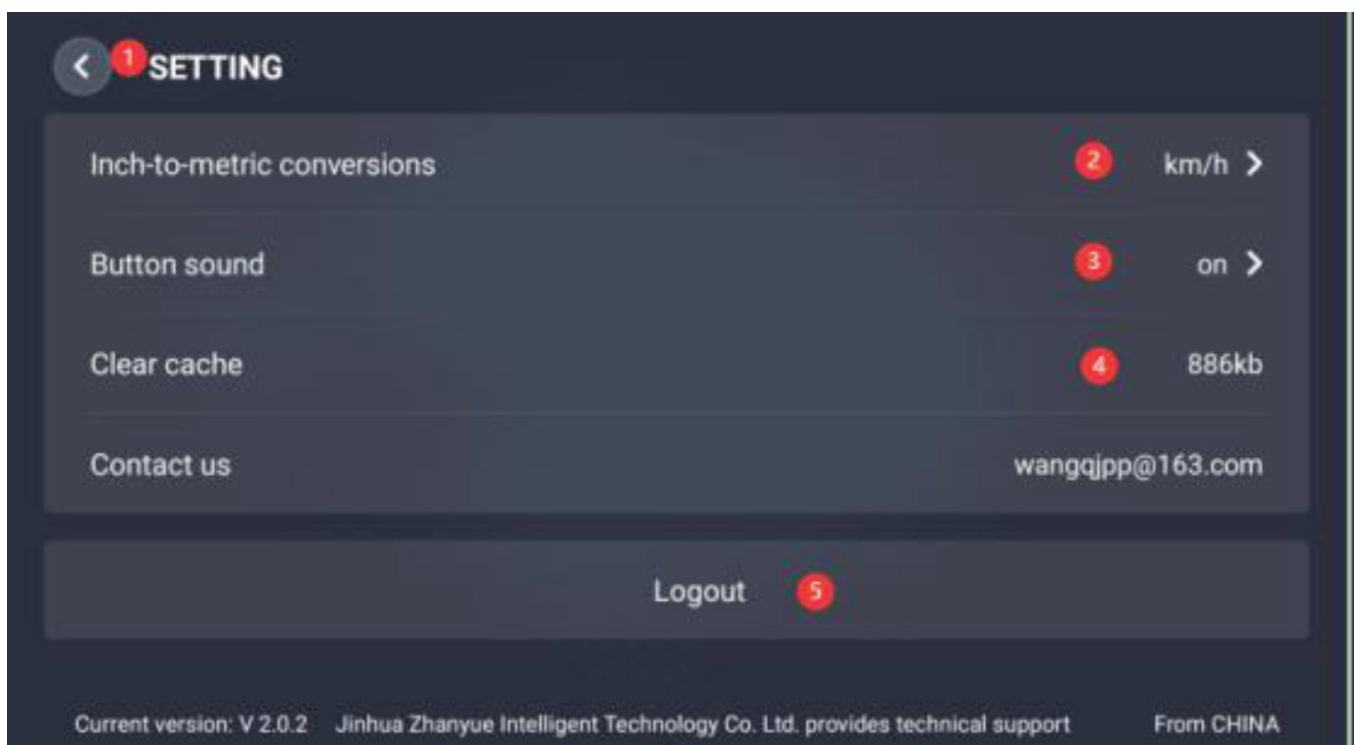 1 SETTING
Inch-to-metric conversions 2 km/h
Button sound 3 on
Clear cache 4 886kb
Contact us wangqjpp@163.com
Logout 5
Current version: V 2.0.2 Jinhua Zhanyue Intelligent Technology Co. Ltd. provides technical support From CHINA